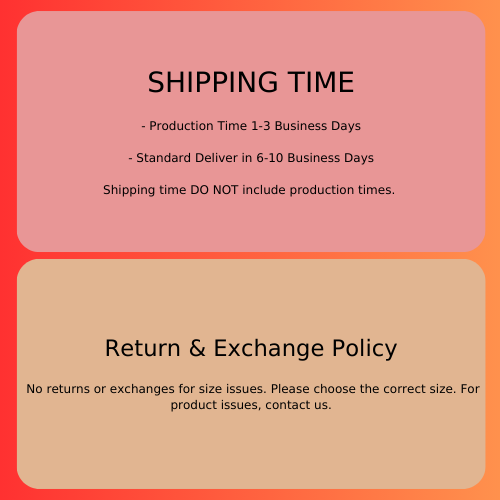 SHIPPING TIME
- Production Time 1-3 Business Days
- Standard Deliver in 6-10 Business Days
Shipping time DO NOT include production times.
Return & Exchange Policy
No returns or exchanges for size issues. Please choose the correct size. For
product issues, contact us.